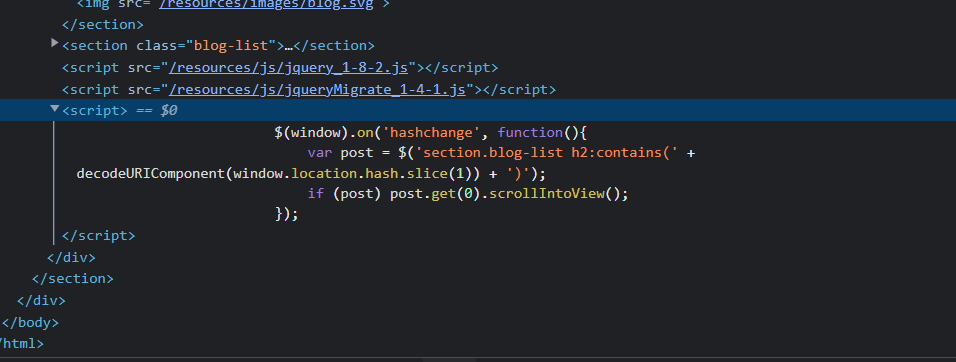 <img src="/resources/images/blog.svg">
</section>
<section class="blog-list">…</section>
<script src="/resources/js/jquery_1-8-2.js"></script>
<script src="/resources/js/jqueryMigrate_1-4-1.js"></script>
<script> == $0
$(window).on('hashchange', function(){
var post = $('section.blog-list h2:contains(' +
decodeURIComponent(window.location.hash.slice(1)) + ')');
if (post) post.get(0).scrollIntoView();
});
</script>
</div>
</section>
</div>
</body>
/html>